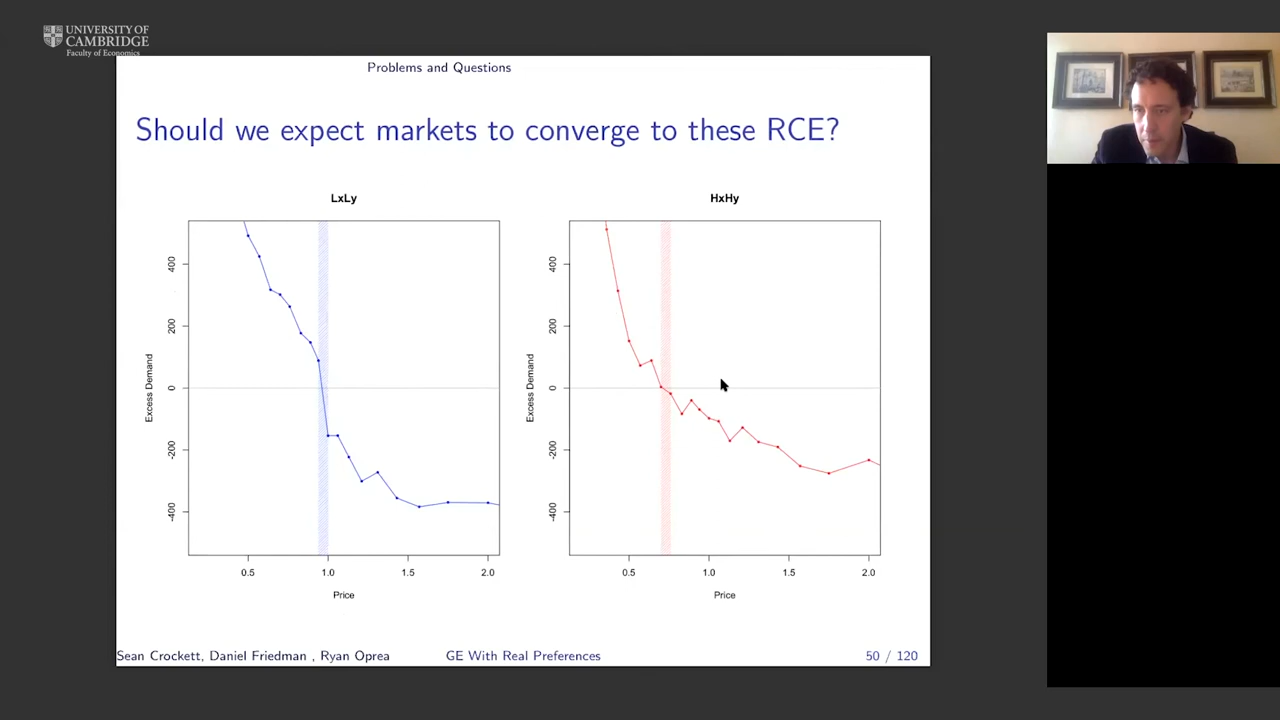 UNIVERSITY OF
CAMBRIDGE
Faculty of Economics
Problems and Questions
Should we expect markets to converge to these RCE?
LxLy
HxHy
400
200
0
-200
-400
Excess Demand
0.5 1.0 1.5 2.0
Price
400
200
0
-200
-400
Excess Demand
0.5 1.0 1.5 2.0
Price
Sean Crockett, Daniel Friedman , Ryan Oprea GE With Real Preferences 50 / 120